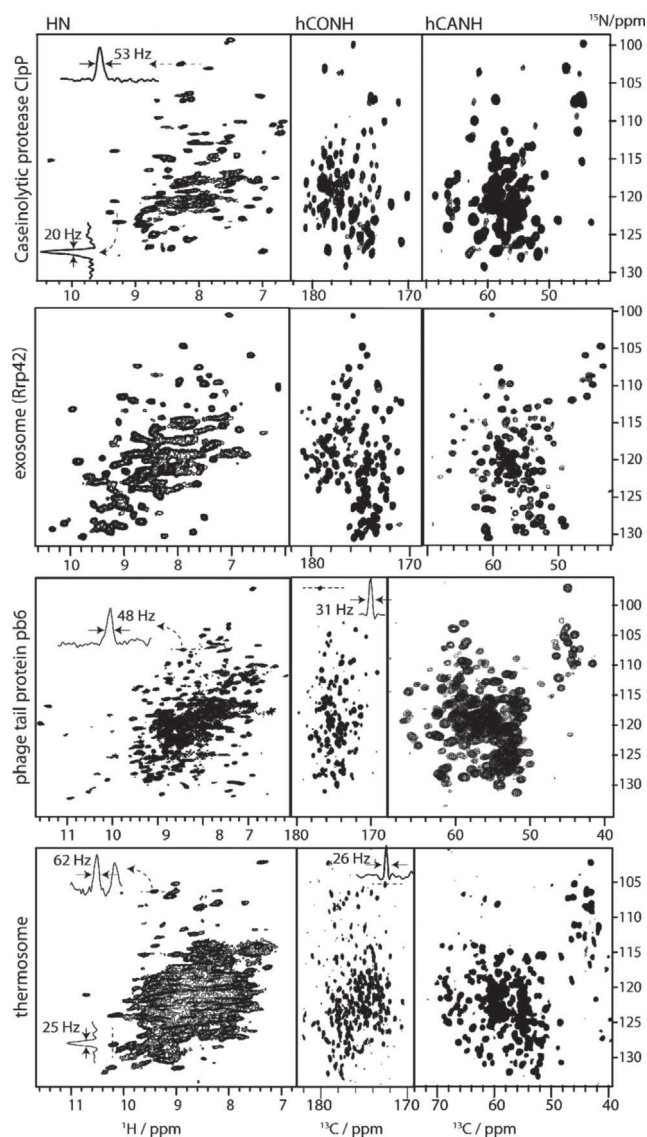 HN hCONH hCANH ¹⁵N/ppm
Caseinolytic protease ClpP
53 Hz
20 Hz
100
105
110
115
120
125
130
10 9 8 7
180 170
60 50
exosome (Rrp42)
100
105
110
115
120
125
130
10 9 8 7
180 170
60 50
phage tail protein pb6
48 Hz
31 Hz
100
105
110
115
120
125
130
11 10 9 8 7
180 170
60 50 40
thermosome
62 Hz
26 Hz
25 Hz
105
110
115
120
125
130
11 10 9 8 7
180 170
70 60 50 40
¹H / ppm ¹³C / ppm ¹³C / ppm